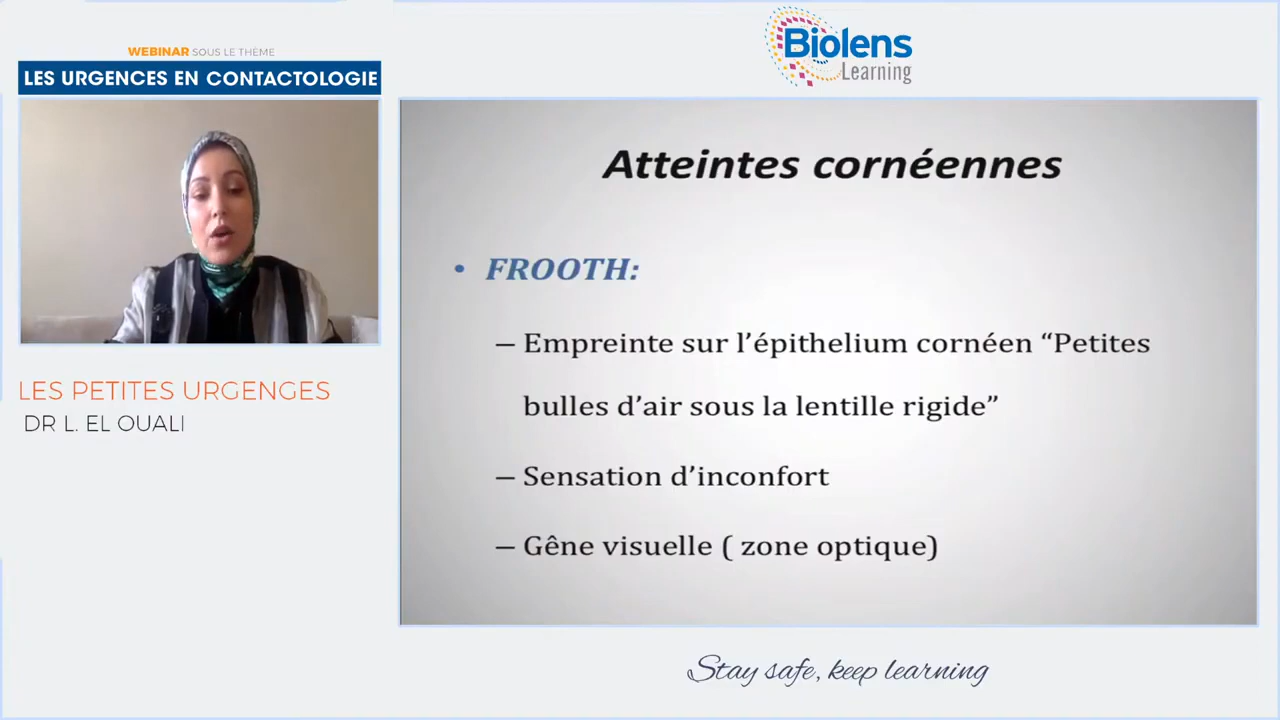 WEBINAR SOUS LE THÈME
LES URGENCES EN CONTACTOLOGIE
Biolens
Learning
Atteintes cornéennes
• FROOTH:
– Empreinte sur l’épithelium cornéen “Petites
bulles d’air sous la lentille rigide”
– Sensation d’inconfort
– Gêne visuelle ( zone optique)
LES PETITES URGENGES
DR L. EL OUALI
Stay safe, keep learning